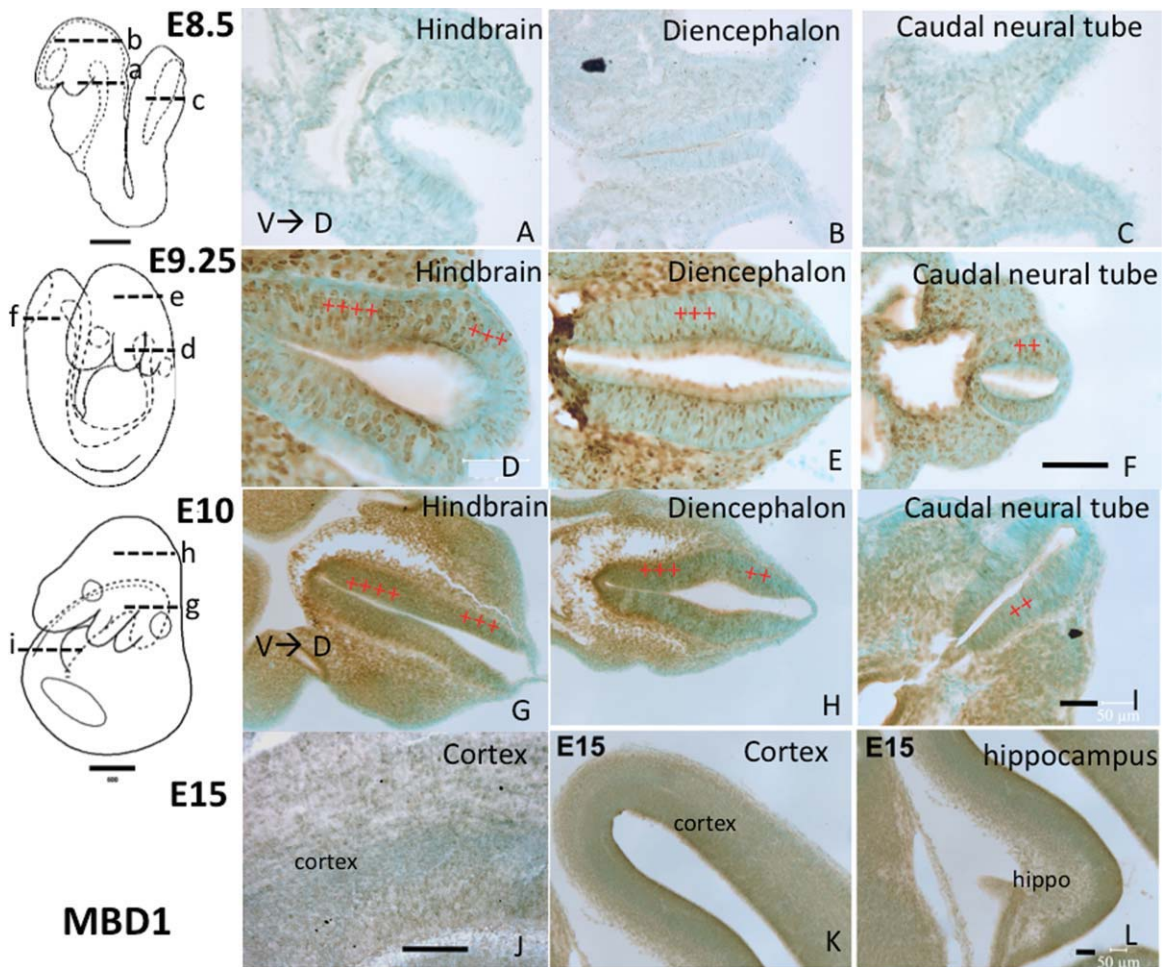 E8.5
b
a
c
Hindbrain
V→ D
A
Diencephalon
B
Caudal neural tube
C
E9.25
e
f
d
Hindbrain
++++
+++
D
Diencephalon
+++
E
Caudal neural tube
++
F
E10
h
g
i
Hindbrain
++++
+++
V→ D
G
Diencephalon
+++
++
H
Caudal neural tube
++
I
50 µm
E15
MBD1
Cortex
cortex
J
E15
Cortex
cortex
K
E15
hippocampus
hippo
L
50 µm